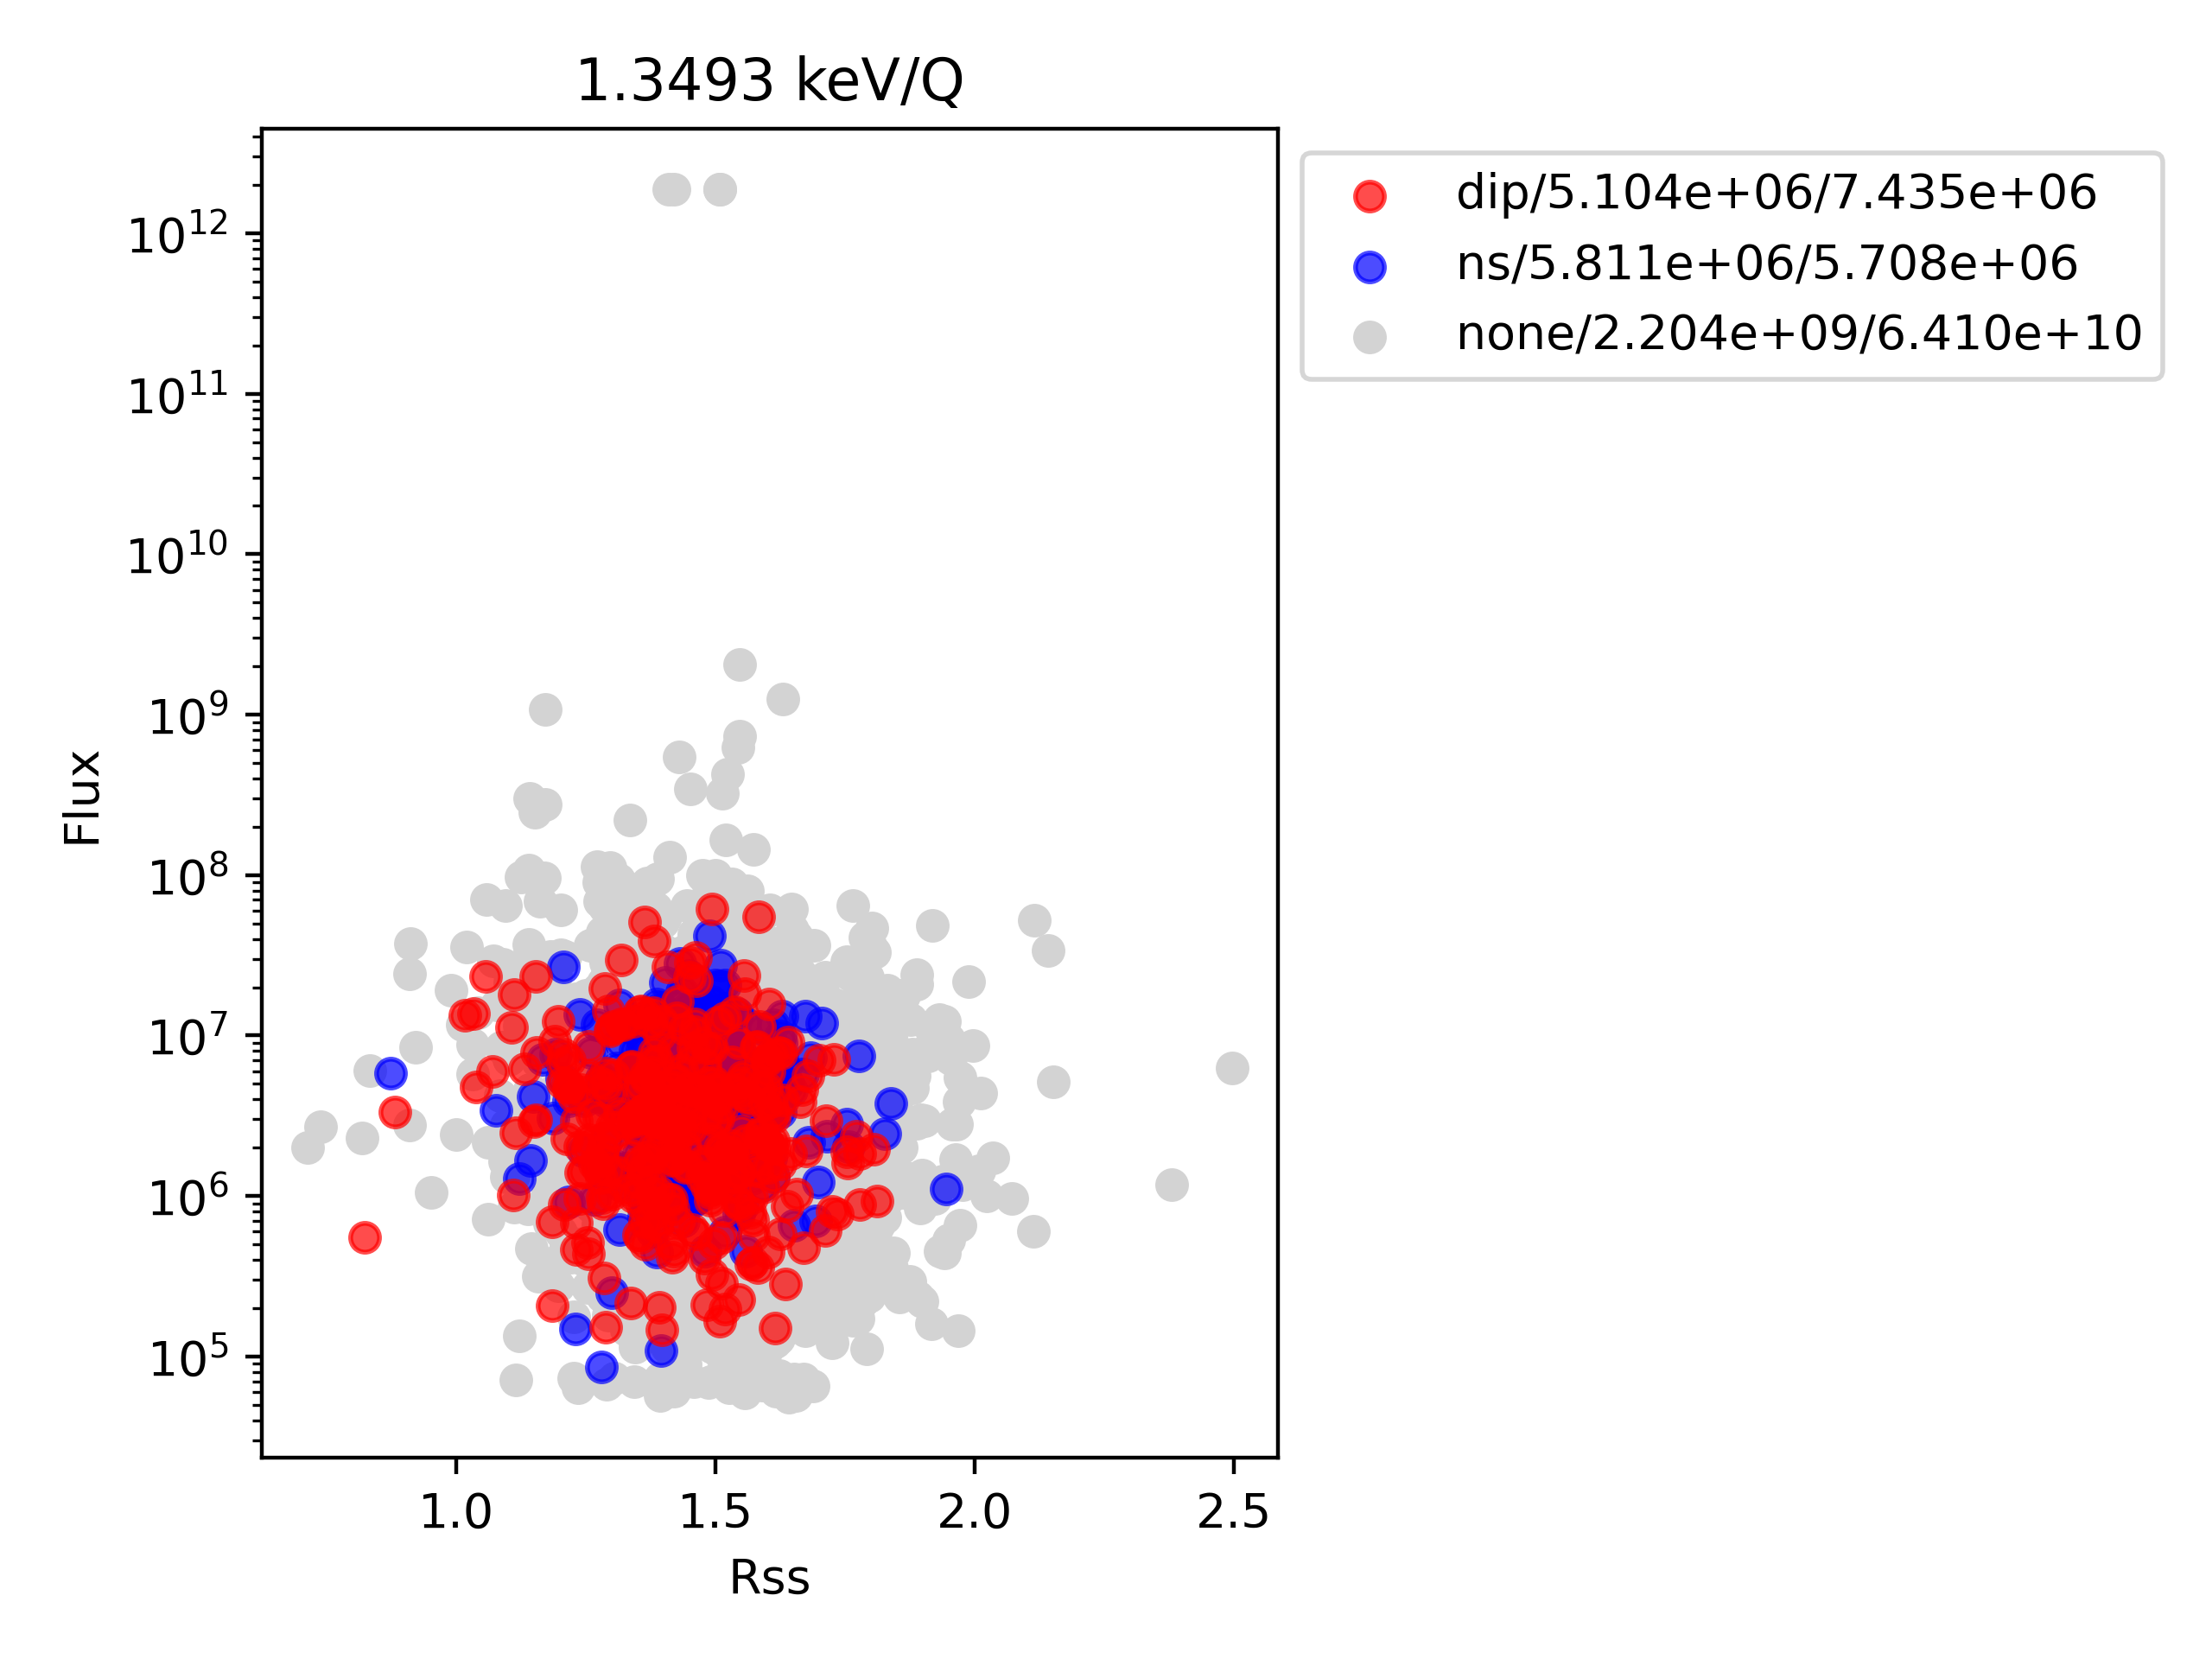 1.3493 keV/Q
dip/5.104e+06/7.435e+06
ns/5.811e+06/5.708e+06
none/2.204e+09/6.410e+10
10^12
10^11
10^10
10^9
10^8
10^7
10^6
10^5
Flux
1.0 1.5 2.0 2.5
Rss